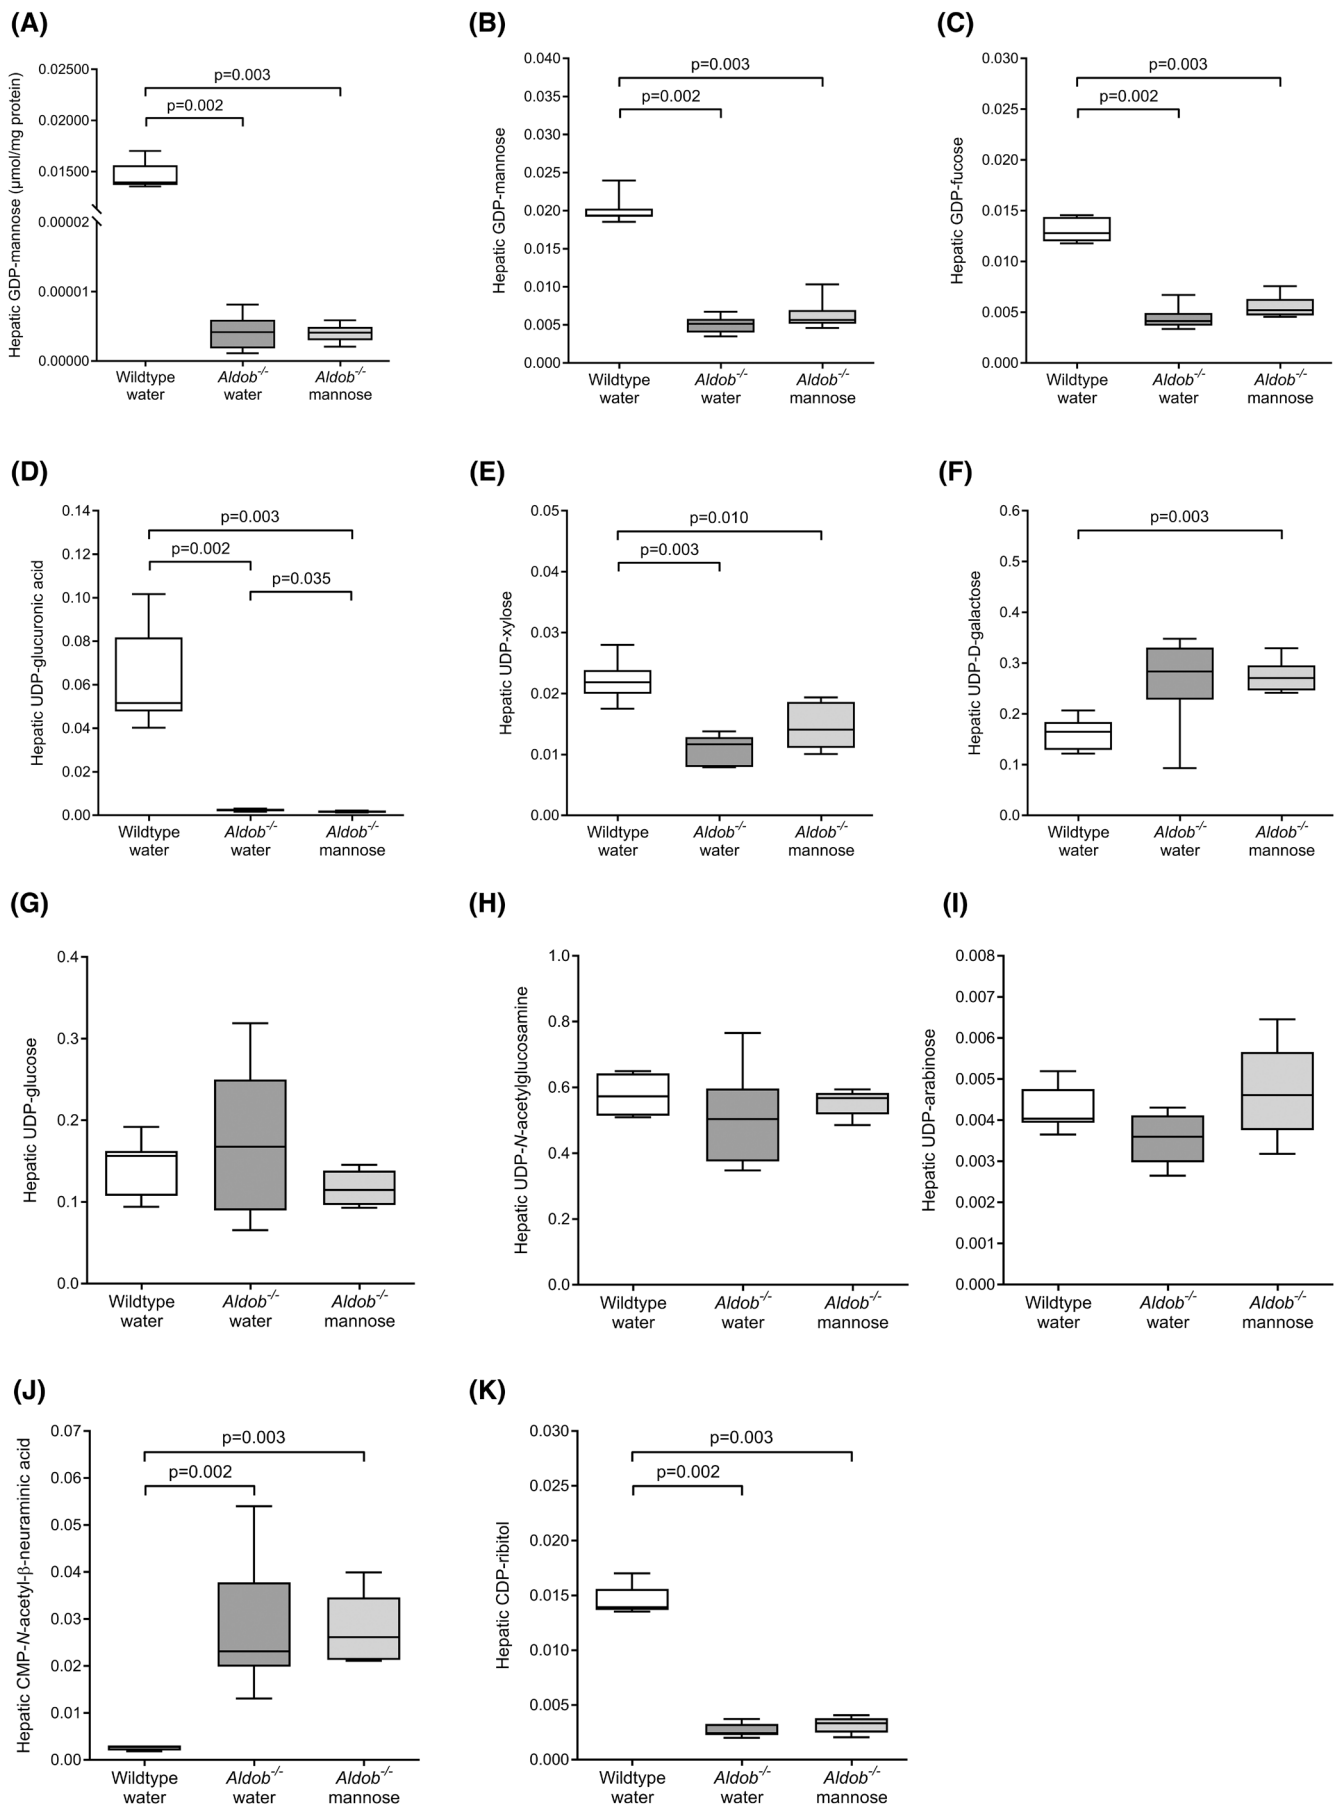 (A)
Hepatic GDP-mannose (μmol/mg protein)
0.02500
0.02000
0.01500
0.00002
0.00001
0.00000
p=0.003
p=0.002
Wildtype water
Aldob-/- water
Aldob-/- mannose
(B)
Hepatic GDP-mannose
0.040
0.035
0.030
0.025
0.020
0.015
0.010
0.005
0.000
p=0.003
p=0.002
Wildtype water
Aldob-/- water
Aldob-/- mannose
(C)
Hepatic GDP-fucose
0.030
0.025
0.020
0.015
0.010
0.005
0.000
p=0.003
p=0.002
Wildtype water
Aldob-/- water
Aldob-/- mannose
(D)
Hepatic UDP-glucuronic acid
0.14
0.12
0.10
0.08
0.06
0.04
0.02
0.00
p=0.003
p=0.002
p=0.035
Wildtype water
Aldob-/- water
Aldob-/- mannose
(E)
Hepatic UDP-xylose
0.05
0.04
0.03
0.02
0.01
0.00
p=0.010
p=0.003
Wildtype water
Aldob-/- water
Aldob-/- mannose
(F)
Hepatic UDP-D-galactose
0.6
0.5
0.4
0.3
0.2
0.1
0.0
p=0.003
Wildtype water
Aldob-/- water
Aldob-/- mannose
(G)
Hepatic UDP-glucose
0.4
0.3
0.2
0.1
0.0
Wildtype water
Aldob-/- water
Aldob-/- mannose
(H)
Hepatic UDP-N-acetylglucosamine
1.0
0.8
0.6
0.4
0.2
0.0
Wildtype water
Aldob-/- water
Aldob-/- mannose
(I)
Hepatic UDP-arabinose
0.008
0.007
0.006
0.005
0.004
0.003
0.002
0.001
0.000
Wildtype water
Aldob-/- water
Aldob-/- mannose
(J)
Hepatic CMP-N-acetyl-β-neuraminic acid
0.07
0.06
0.05
0.04
0.03
0.02
0.01
0.00
p=0.003
p=0.002
Wildtype water
Aldob-/- water
Aldob-/- mannose
(K)
Hepatic CDP-ribitol
0.030
0.025
0.020
0.015
0.010
0.005
0.000
p=0.003
p=0.002
Wildtype water
Aldob-/- water
Aldob-/- mannose